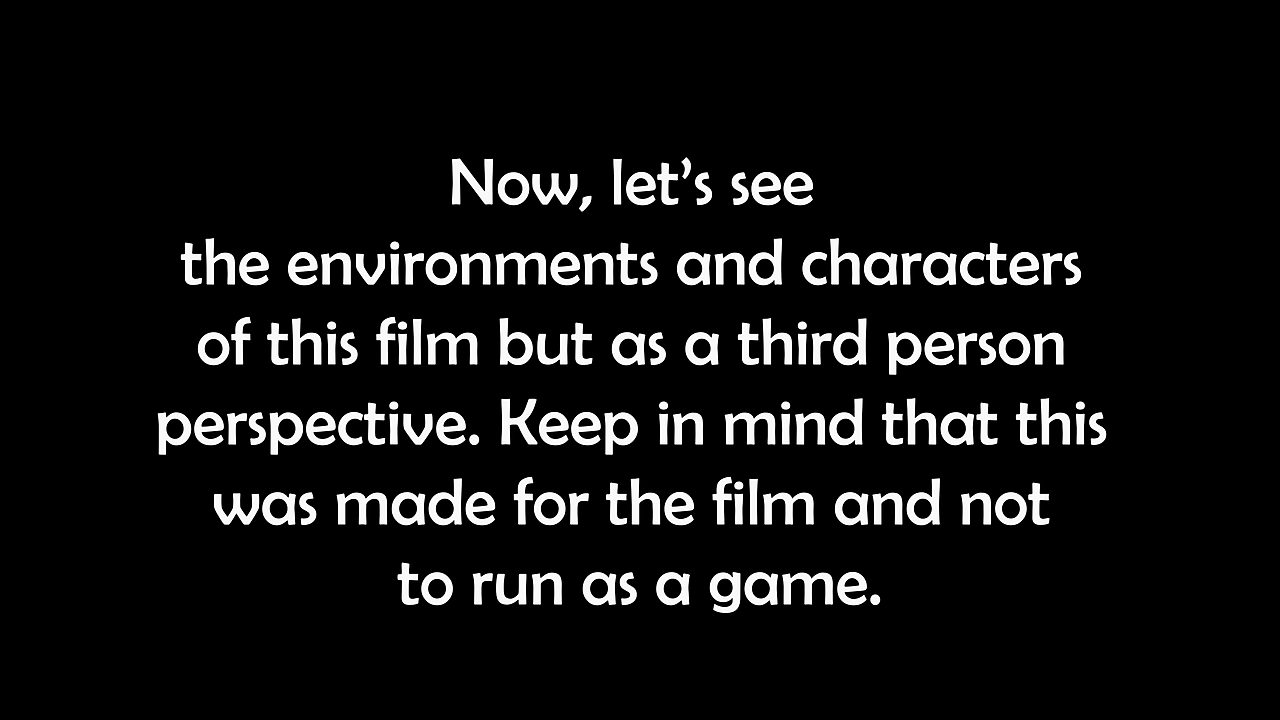 Now, let’s see
the environments and characters
of this film but as a third person
perspective. Keep in mind that this
was made for the film and not
to run as a game.